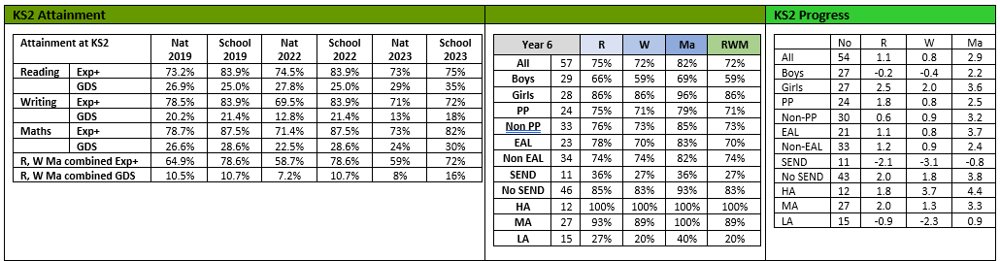 KS2 Attainment
Attainment at KS2 Nat 2019 School 2019 Nat 2022 School 2022 Nat 2023 School 2023
Reading Exp+ 73.2% 83.9% 74.5% 83.9% 73% 75%
GDS 26.9% 25.0% 27.8% 25.0% 29% 35%
Writing Exp+ 78.5% 83.9% 69.5% 83.9% 71% 72%
GDS 20.2% 21.4% 12.8% 21.4% 13% 18%
Maths Exp+ 78.7% 87.5% 71.4% 87.5% 73% 82%
GDS 26.6% 28.6% 22.5% 28.6% 24% 30%
R, W Ma combined Exp+ 64.9% 78.6% 58.7% 78.6% 59% 72%
R, W Ma combined GDS 10.5% 10.7% 7.2% 10.7% 8% 16%
Year 6 R W Ma RWM
All 57 75% 72% 82% 72%
Boys 29 66% 59% 69% 59%
Girls 28 86% 86% 96% 86%
PP 24 75% 71% 79% 71%
Non PP 33 76% 73% 85% 73%
EAL 23 78% 70% 83% 70%
Non EAL 34 74% 74% 82% 74%
SEND 11 36% 27% 36% 27%
No SEND 46 85% 83% 93% 83%
HA 12 100% 100% 100% 100%
MA 27 93% 89% 100% 89%
LA 15 27% 20% 40% 20%
KS2 Progress
No R W Ma
All 54 1.1 0.8 2.9
Boys 27 -0.2 -0.4 2.2
Girls 27 2.5 2.0 3.6
PP 24 1.8 0.8 2.5
Non-PP 30 0.6 0.9 3.2
EAL 21 1.1 0.8 3.7
Non-EAL 33 1.2 0.9 2.4
SEND 11 -2.1 -3.1 -0.8
No SEND 43 2.0 1.8 3.8
HA 12 1.8 3.7 4.4
MA 27 2.0 1.3 3.3
LA 15 -0.9 -2.3 0.9